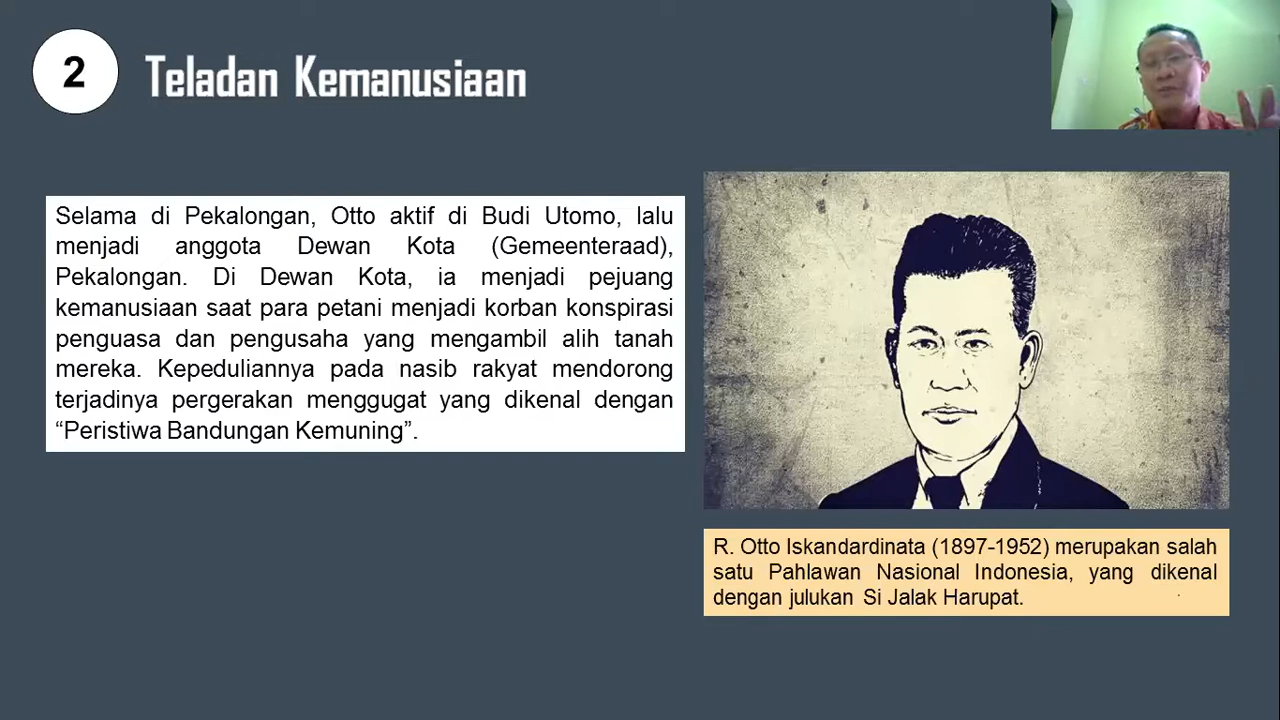 2
Teladan Kemanusiaan
Selama di Pekalongan, Otto aktif di Budi Utomo, lalu
menjadi anggota Dewan Kota (Gemeenteraad),
Pekalongan. Di Dewan Kota, ia menjadi pejuang
kemanusiaan saat para petani menjadi korban konspirasi
penguasa dan pengusaha yang mengambil alih tanah
mereka. Kepeduliannya pada nasib rakyat mendorong
terjadinya pergerakan menggugat yang dikenal dengan
“Peristiwa Bandungan Kemuning”.
R. Otto Iskandardinata (1897-1952) merupakan salah
satu Pahlawan Nasional Indonesia, yang dikenal
dengan julukan Si Jalak Harupat.